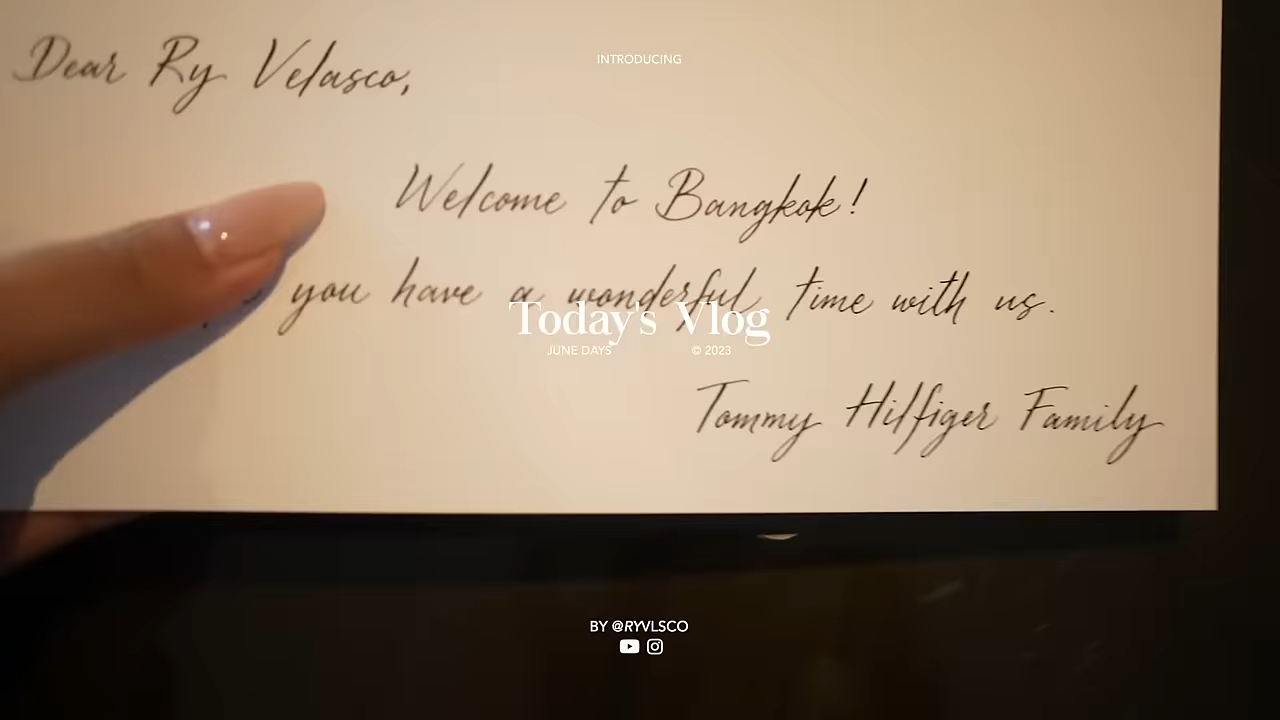 INTRODUCING
Dear Ry Velasco,
Welcome to Bangkok!
you have a wonderful time with us.
Today's Vlog
JUNE DAYS © 2023
Tommy Hilfiger Family
BY @RYVLSCO